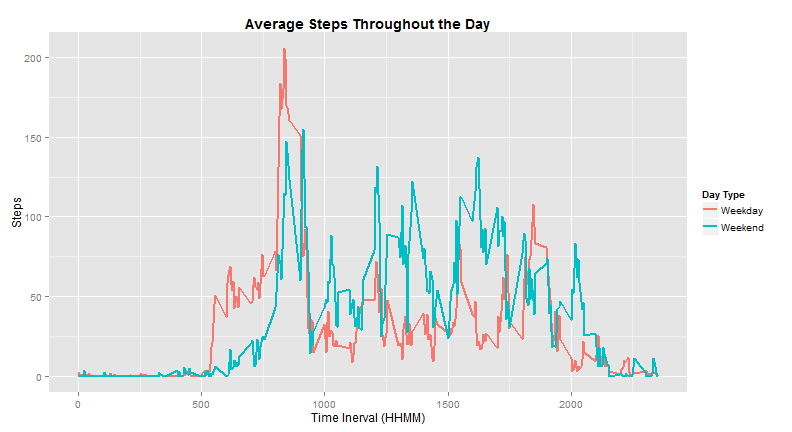 Average Steps Throughout the Day
Steps
200
150
100
50
0
0
500
1000
1500
2000
Time Inerval (HHMM)
Day Type
Weekday
Weekend